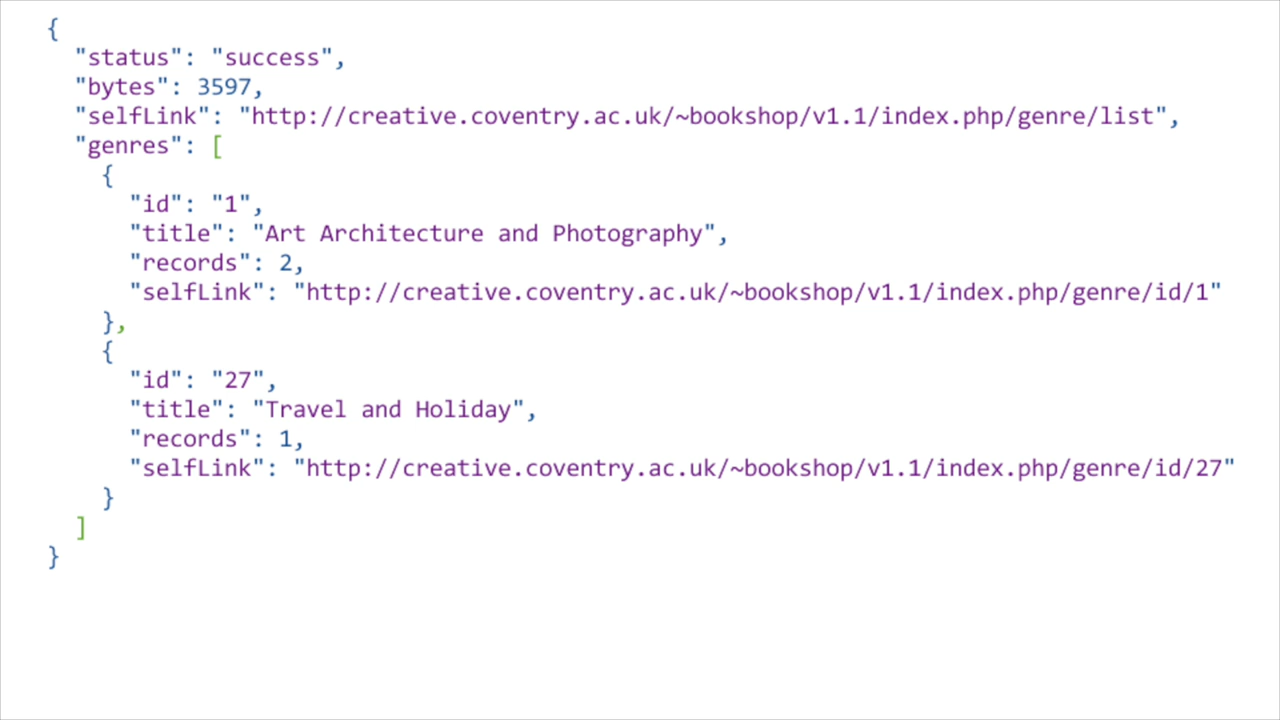 {
"status": "success",
"bytes": 3597,
"selfLink": "http://creative.coventry.ac.uk/~bookshop/v1.1/index.php/genre/list",
"genres": [
{
"id": "1",
"title": "Art Architecture and Photography",
"records": 2,
"selfLink": "http://creative.coventry.ac.uk/~bookshop/v1.1/index.php/genre/id/1"
},
{
"id": "27",
"title": "Travel and Holiday",
"records": 1,
"selfLink": "http://creative.coventry.ac.uk/~bookshop/v1.1/index.php/genre/id/27"
}
]
}